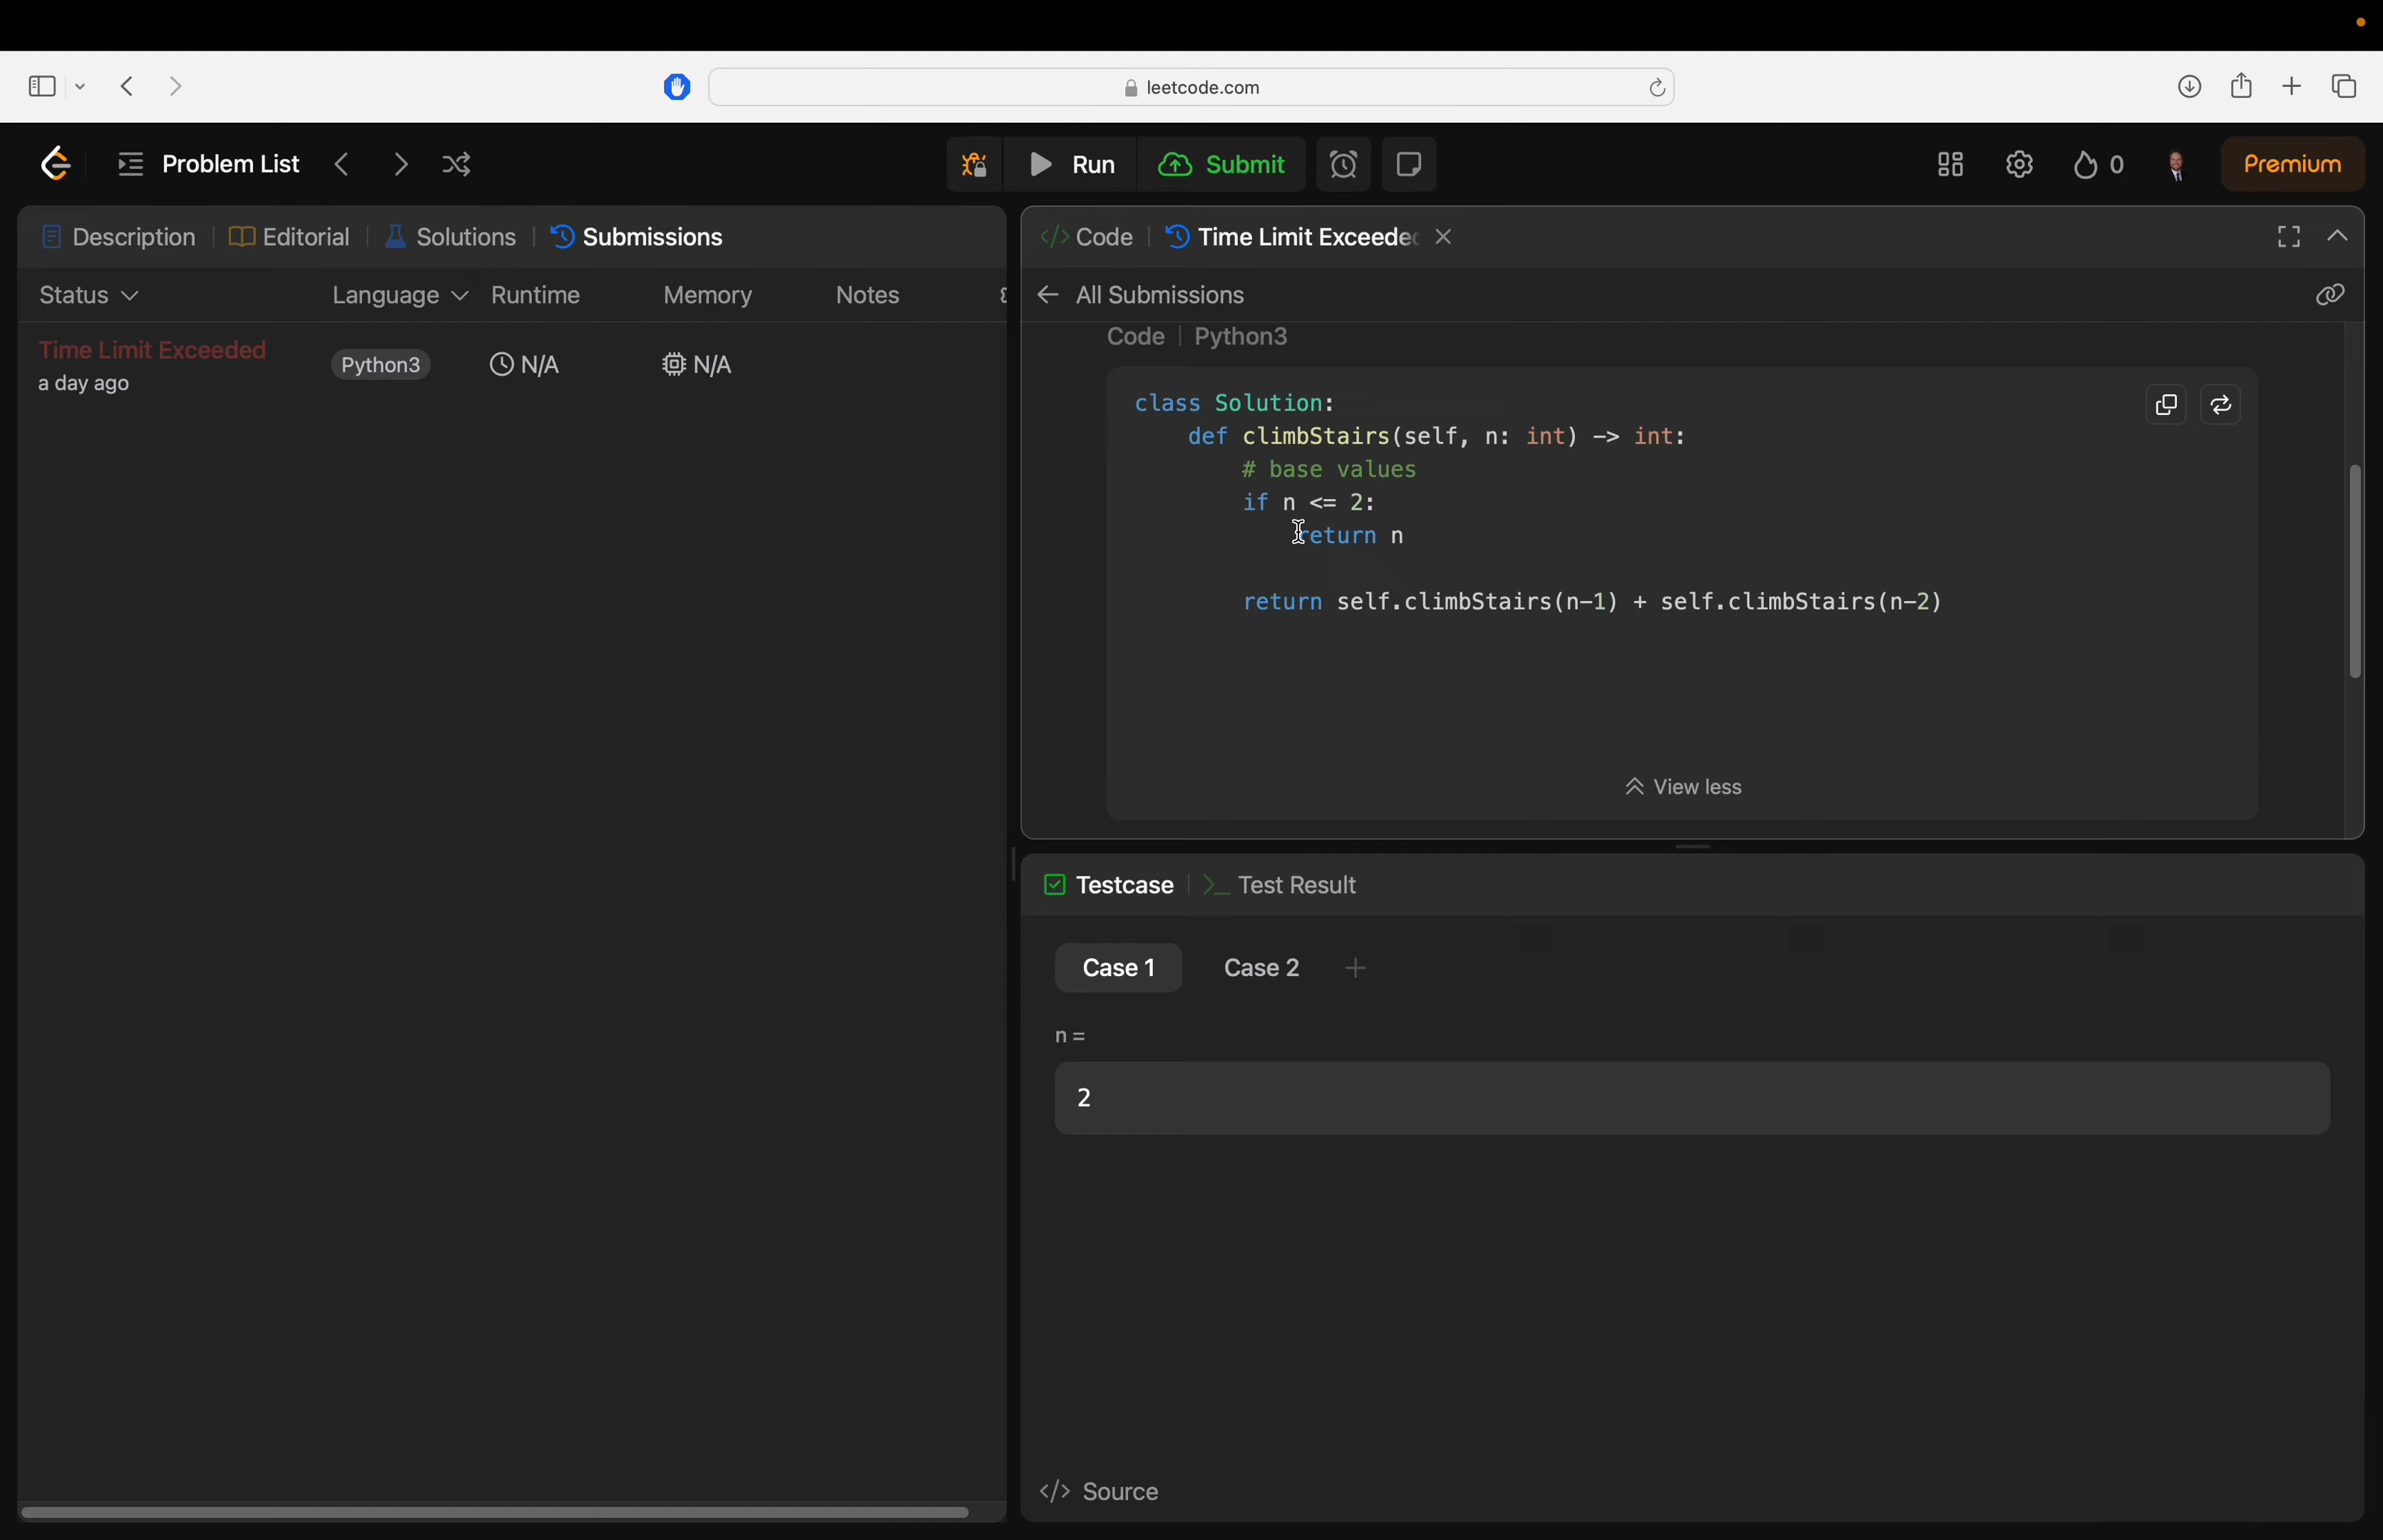 leetcode.com
Problem List
Run
Submit
0
Premium
Description
Editorial
Solutions
Submissions
Code
Time Limit Exceeded
Status
Language
Runtime
Memory
Notes
All Submissions
Time Limit Exceeded
a day ago
Python3
N/A
N/A
Code | Python3
class Solution:
def climbStairs(self, n: int) -> int:
# base values
if n <= 2:
return n
return self.climbStairs(n-1) + self.climbStairs(n-2)
View less
Testcase
>_ Test Result
Case 1
Case 2
+
n =
2
</> Source